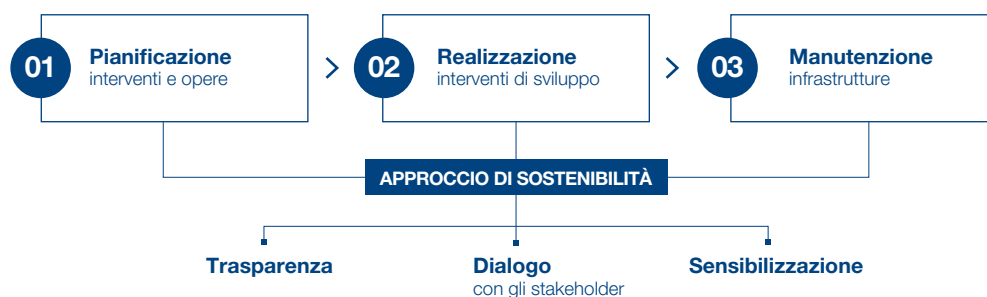 01
Pianificazione
interventi e opere
>
02
Realizzazione
interventi di sviluppo
>
03
Manutenzione
infrastrutture
APPROCCIO DI SOSTENIBILITÀ
Trasparenza
Dialogo
con gli stakeholder
Sensibilizzazione